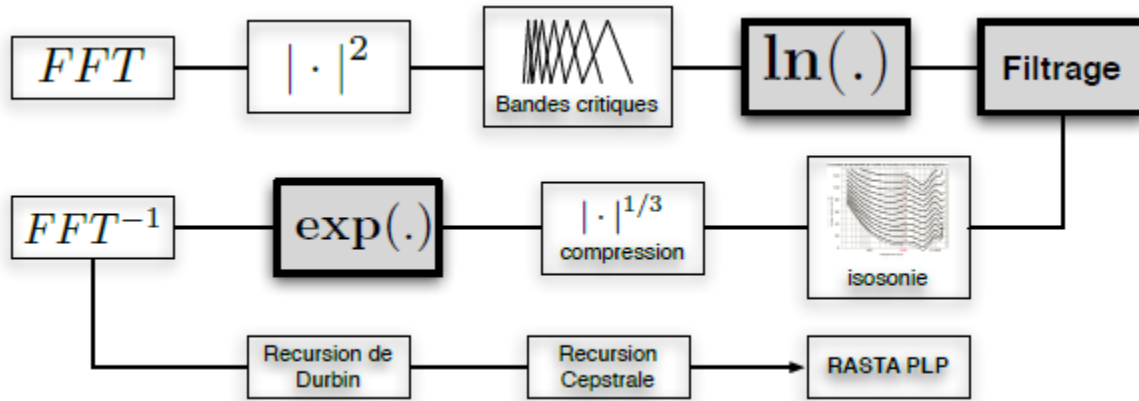 FFT
| · |²
Bandes critiques
ln(.)
Filtrage
FFT⁻¹
exp(.)
| · |^{1/3}
compression
isosonie
Recursion de
Durbin
Recursion
Cepstrale
RASTA PLP